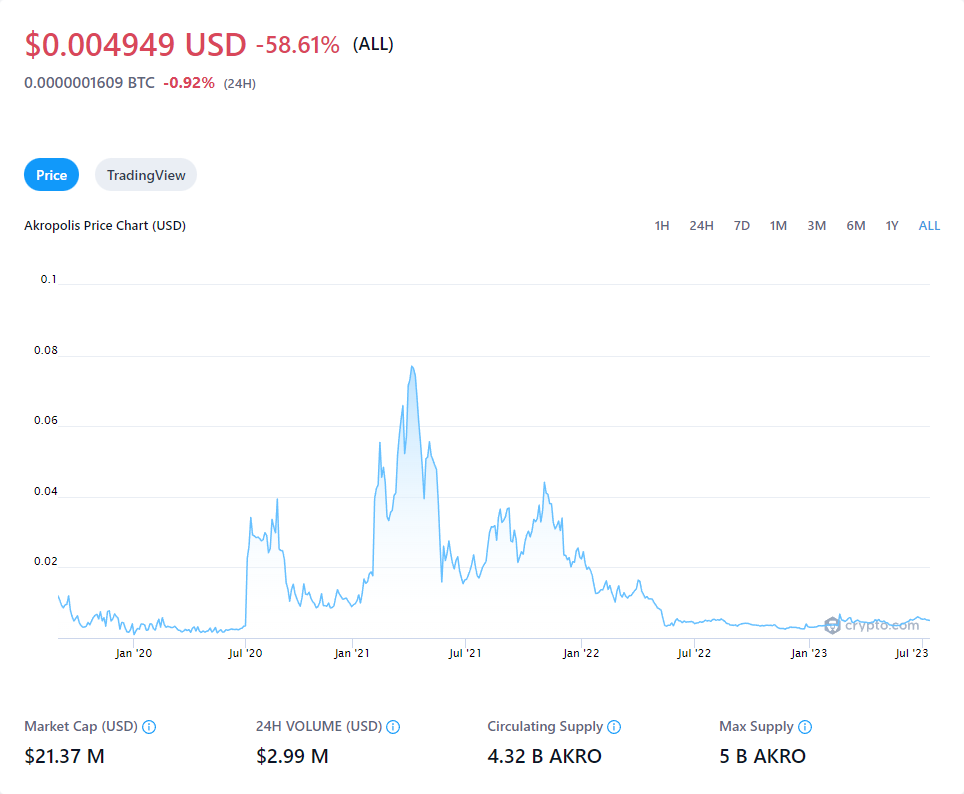 $0.004949 USD -58.61% (ALL)
0.0000001609 BTC -0.92% (24H)
Price TradingView
Akropolis Price Chart (USD) 1H 24H 7D 1M 3M 6M 1Y ALL
0.1
0.08
0.06
0.04
0.02
crypto.com
Jan '20 Jul '20 Jan '21 Jul '21 Jan '22 Jul '22 Jan '23 Jul '23
Market Cap (USD) 24H VOLUME (USD) Circulating Supply Max Supply
$21.37 M $2.99 M 4.32 B AKRO 5 B AKRO